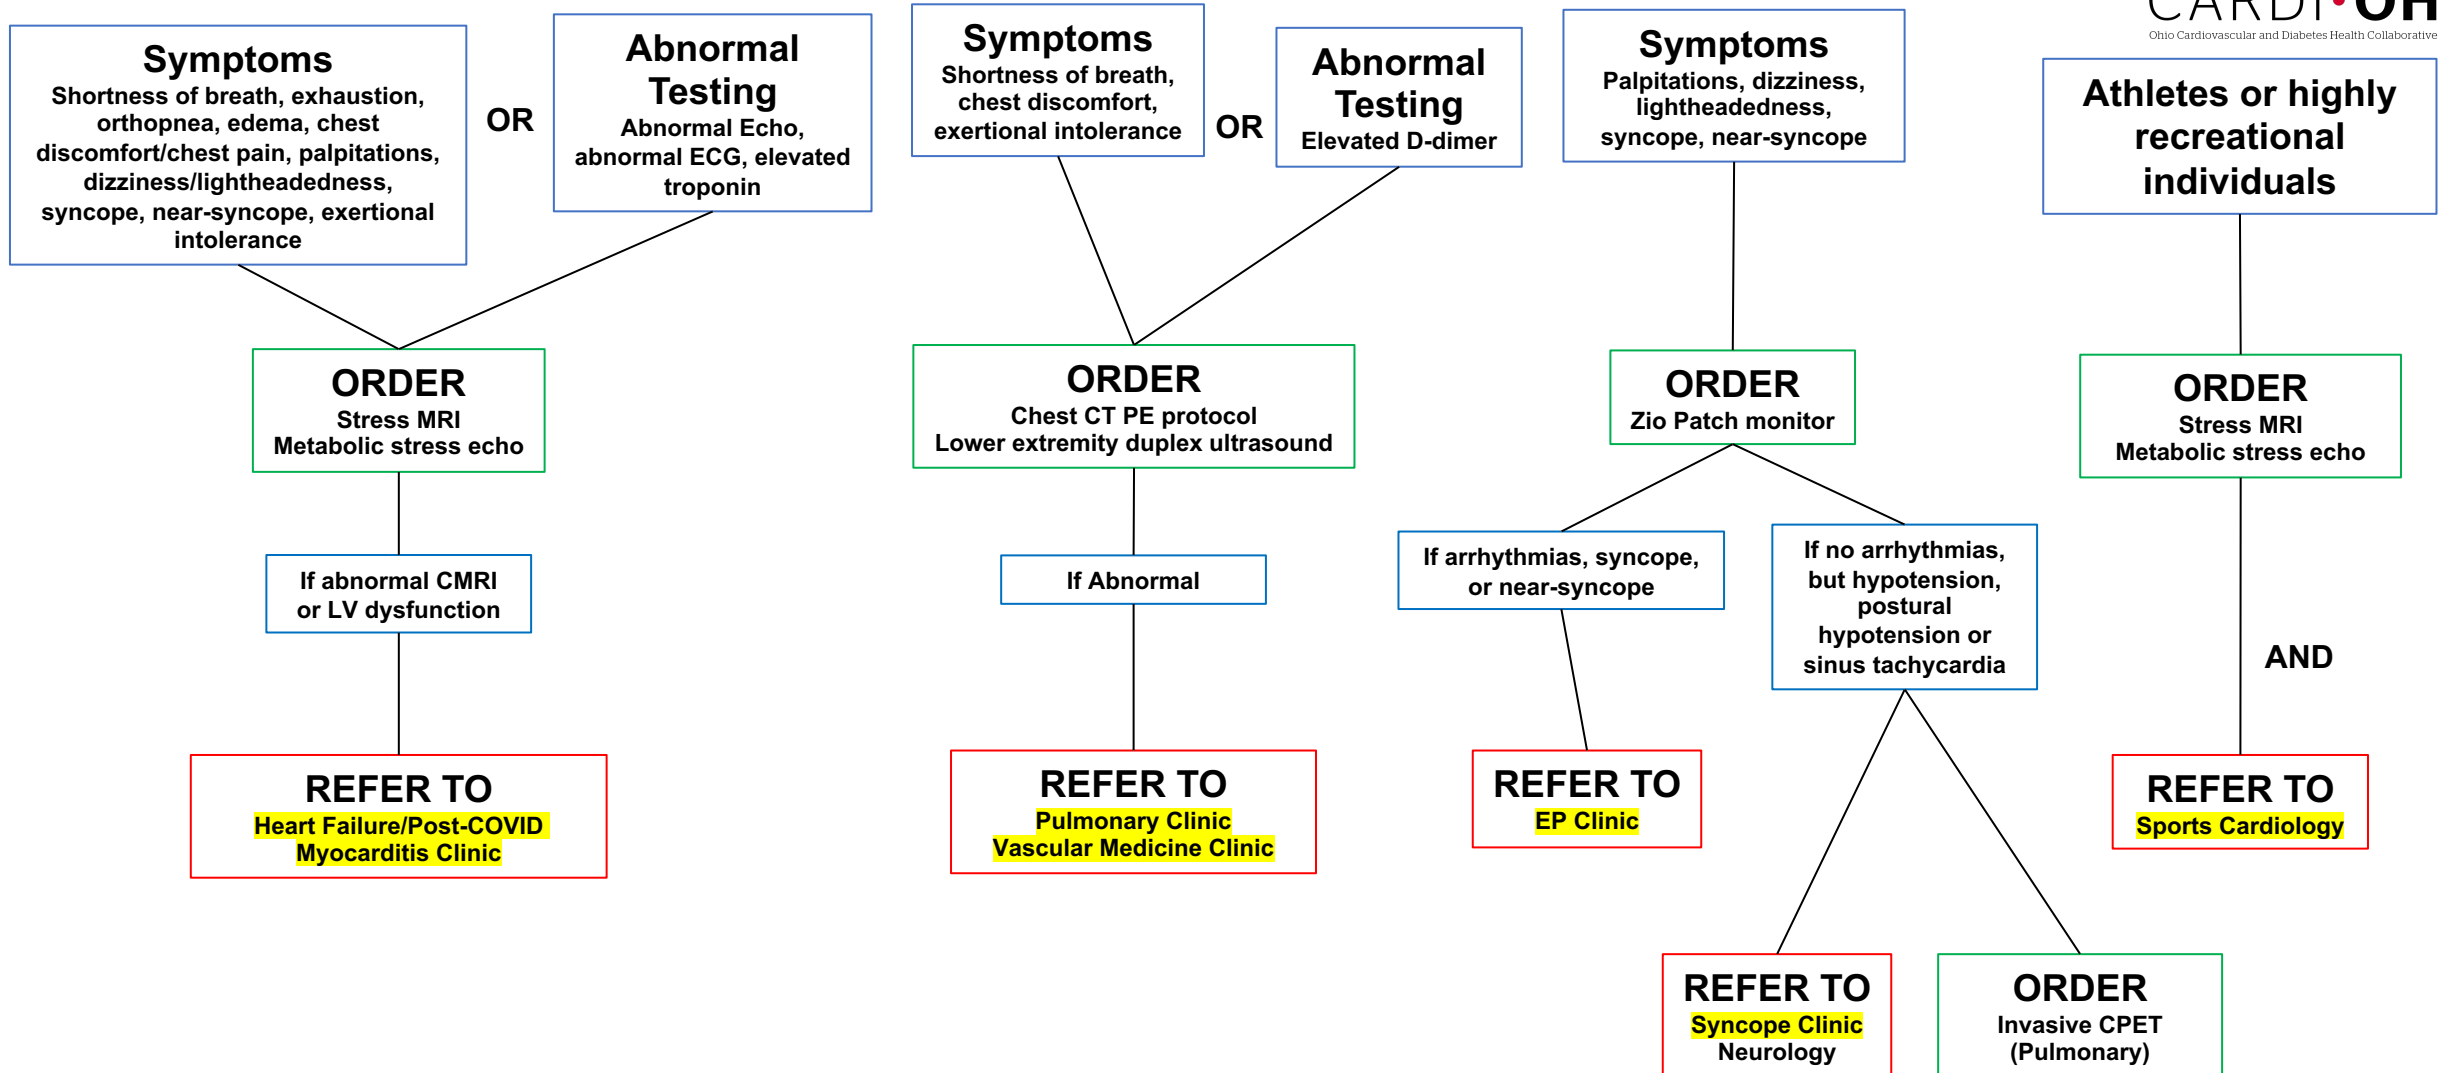 CARDI•OH
Ohio Cardiovascular and Diabetes Health Collaborative
Symptoms
Shortness of breath, exhaustion,
orthopnea, edema, chest
discomfort/chest pain, palpitations,
dizziness/lightheadedness,
syncope, near-syncope, exertional
intolerance
OR
Abnormal
Testing
Abnormal Echo,
abnormal ECG, elevated
troponin
ORDER
Stress MRI
Metabolic stress echo
If abnormal CMRI
or LV dysfunction
REFER TO
Heart Failure/Post-COVID
Myocarditis Clinic
Symptoms
Shortness of breath,
chest discomfort,
exertional intolerance
OR
Abnormal
Testing
Elevated D-dimer
ORDER
Chest CT PE protocol
Lower extremity duplex ultrasound
If Abnormal
REFER TO
Pulmonary Clinic
Vascular Medicine Clinic
Symptoms
Palpitations, dizziness,
lightheadedness,
syncope, near-syncope
ORDER
Zio Patch monitor
If arrhythmias, syncope,
or near-syncope
REFER TO
EP Clinic
If no arrhythmias,
but hypotension,
postural
hypotension or
sinus tachycardia
REFER TO
Syncope Clinic
Neurology
ORDER
Invasive CPET
(Pulmonary)
Athletes or highly
recreational
individuals
ORDER
Stress MRI
Metabolic stress echo
AND
REFER TO
Sports Cardiology